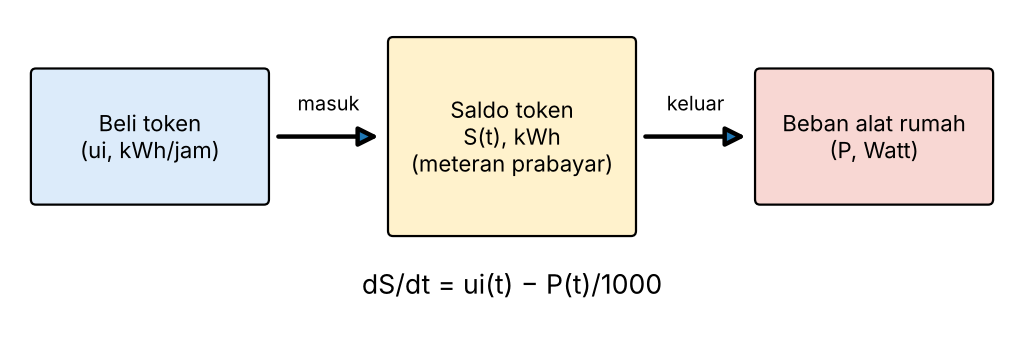 Beli token
(ui, kWh/jam)
masuk
Saldo token
S(t), kWh
(meteran prabayar)
keluar
Beban alat rumah
(P, Watt)
dS/dt = ui(t) − P(t)/1000